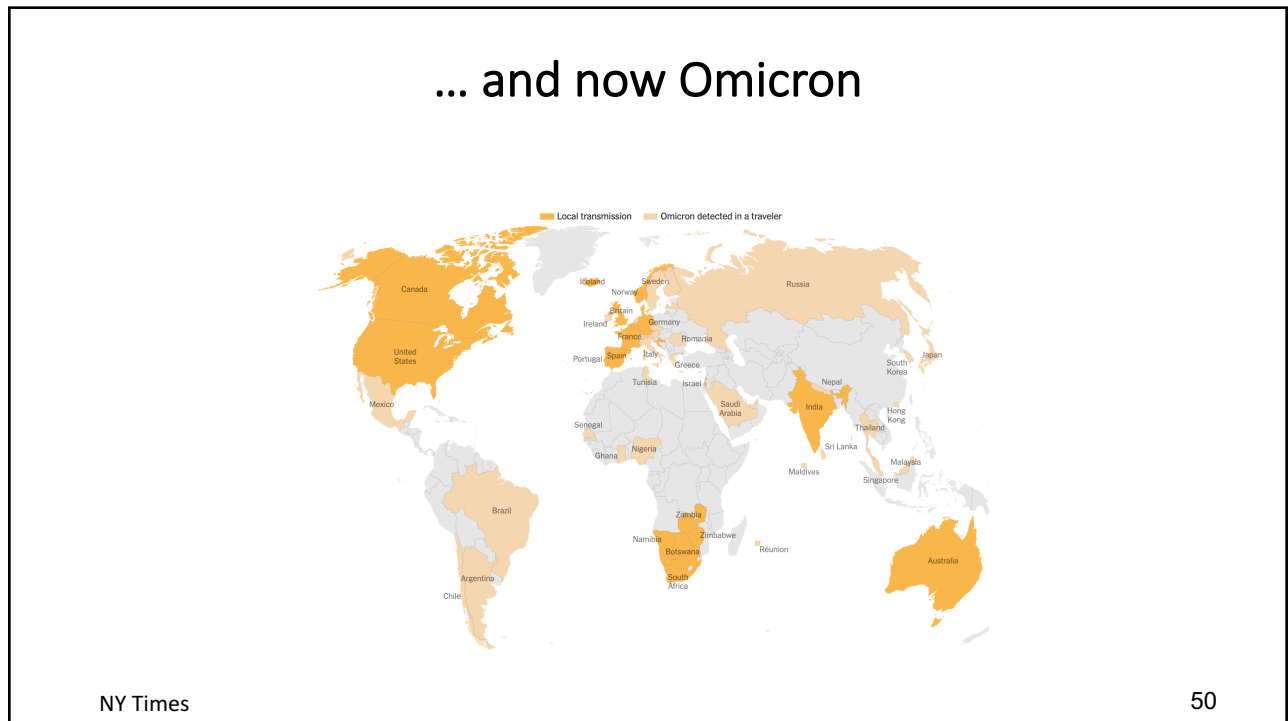 ... and now Omicron
Local transmission Omicron detected in a traveler
Canada
United
States
Mexico
Brazil
Argentina
Chile
Iceland
Norway
Sweden
Britain
Ireland
Germany
France
Romania
Portugal
Spain
Italy
Greece
Russia
Tunisia
Israel
Saudi
Arabia
Senegal
Ghana
Nigeria
Zambia
Namibia
Zimbabwe
Botswana
South
Africa
Réunion
Nepal
India
Maldives
Sri Lanka
Thailand
Malaysia
Singapore
Hong
Kong
South
Korea
Japan
Australia
NY Times
50